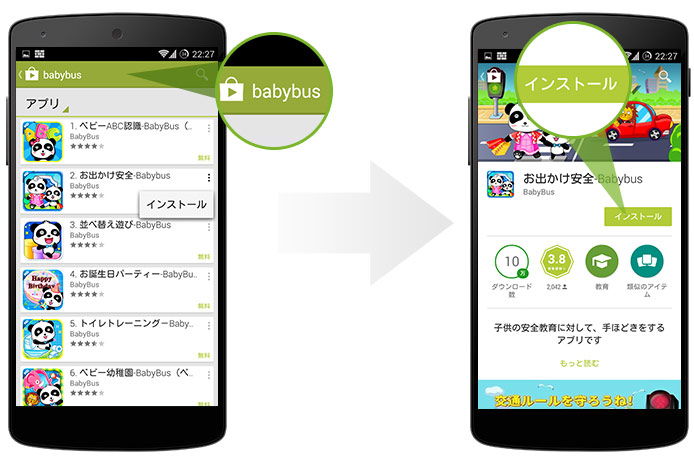 22:27
babybus
babybus
アプリ
1. ベビーABC認識-BabyBus（..
BabyBus
無料
2. お出かけ安全-Babybus
BabyBus
インストール
3. 並べ替え遊び-BabyBus
BabyBus
無料
4. お誕生日パーティー-BabyBu..
BabyBus
無料
Happy
Birthday
5. トイレトレーニング－Baby..
BabyBus
無料
6. ベビー幼稚園-BabyBus（ベ..
BabyBus
22:27
インストール
お出かけ安全-Babybus
BabyBus
インストール
10
万
ダウンロード
数
3.8
2,042
教育
類似のアイテ
ム
子供の安全教育に対して、手ほどきをする
アプリです
もっと読む
交通ルールを守ろうね!